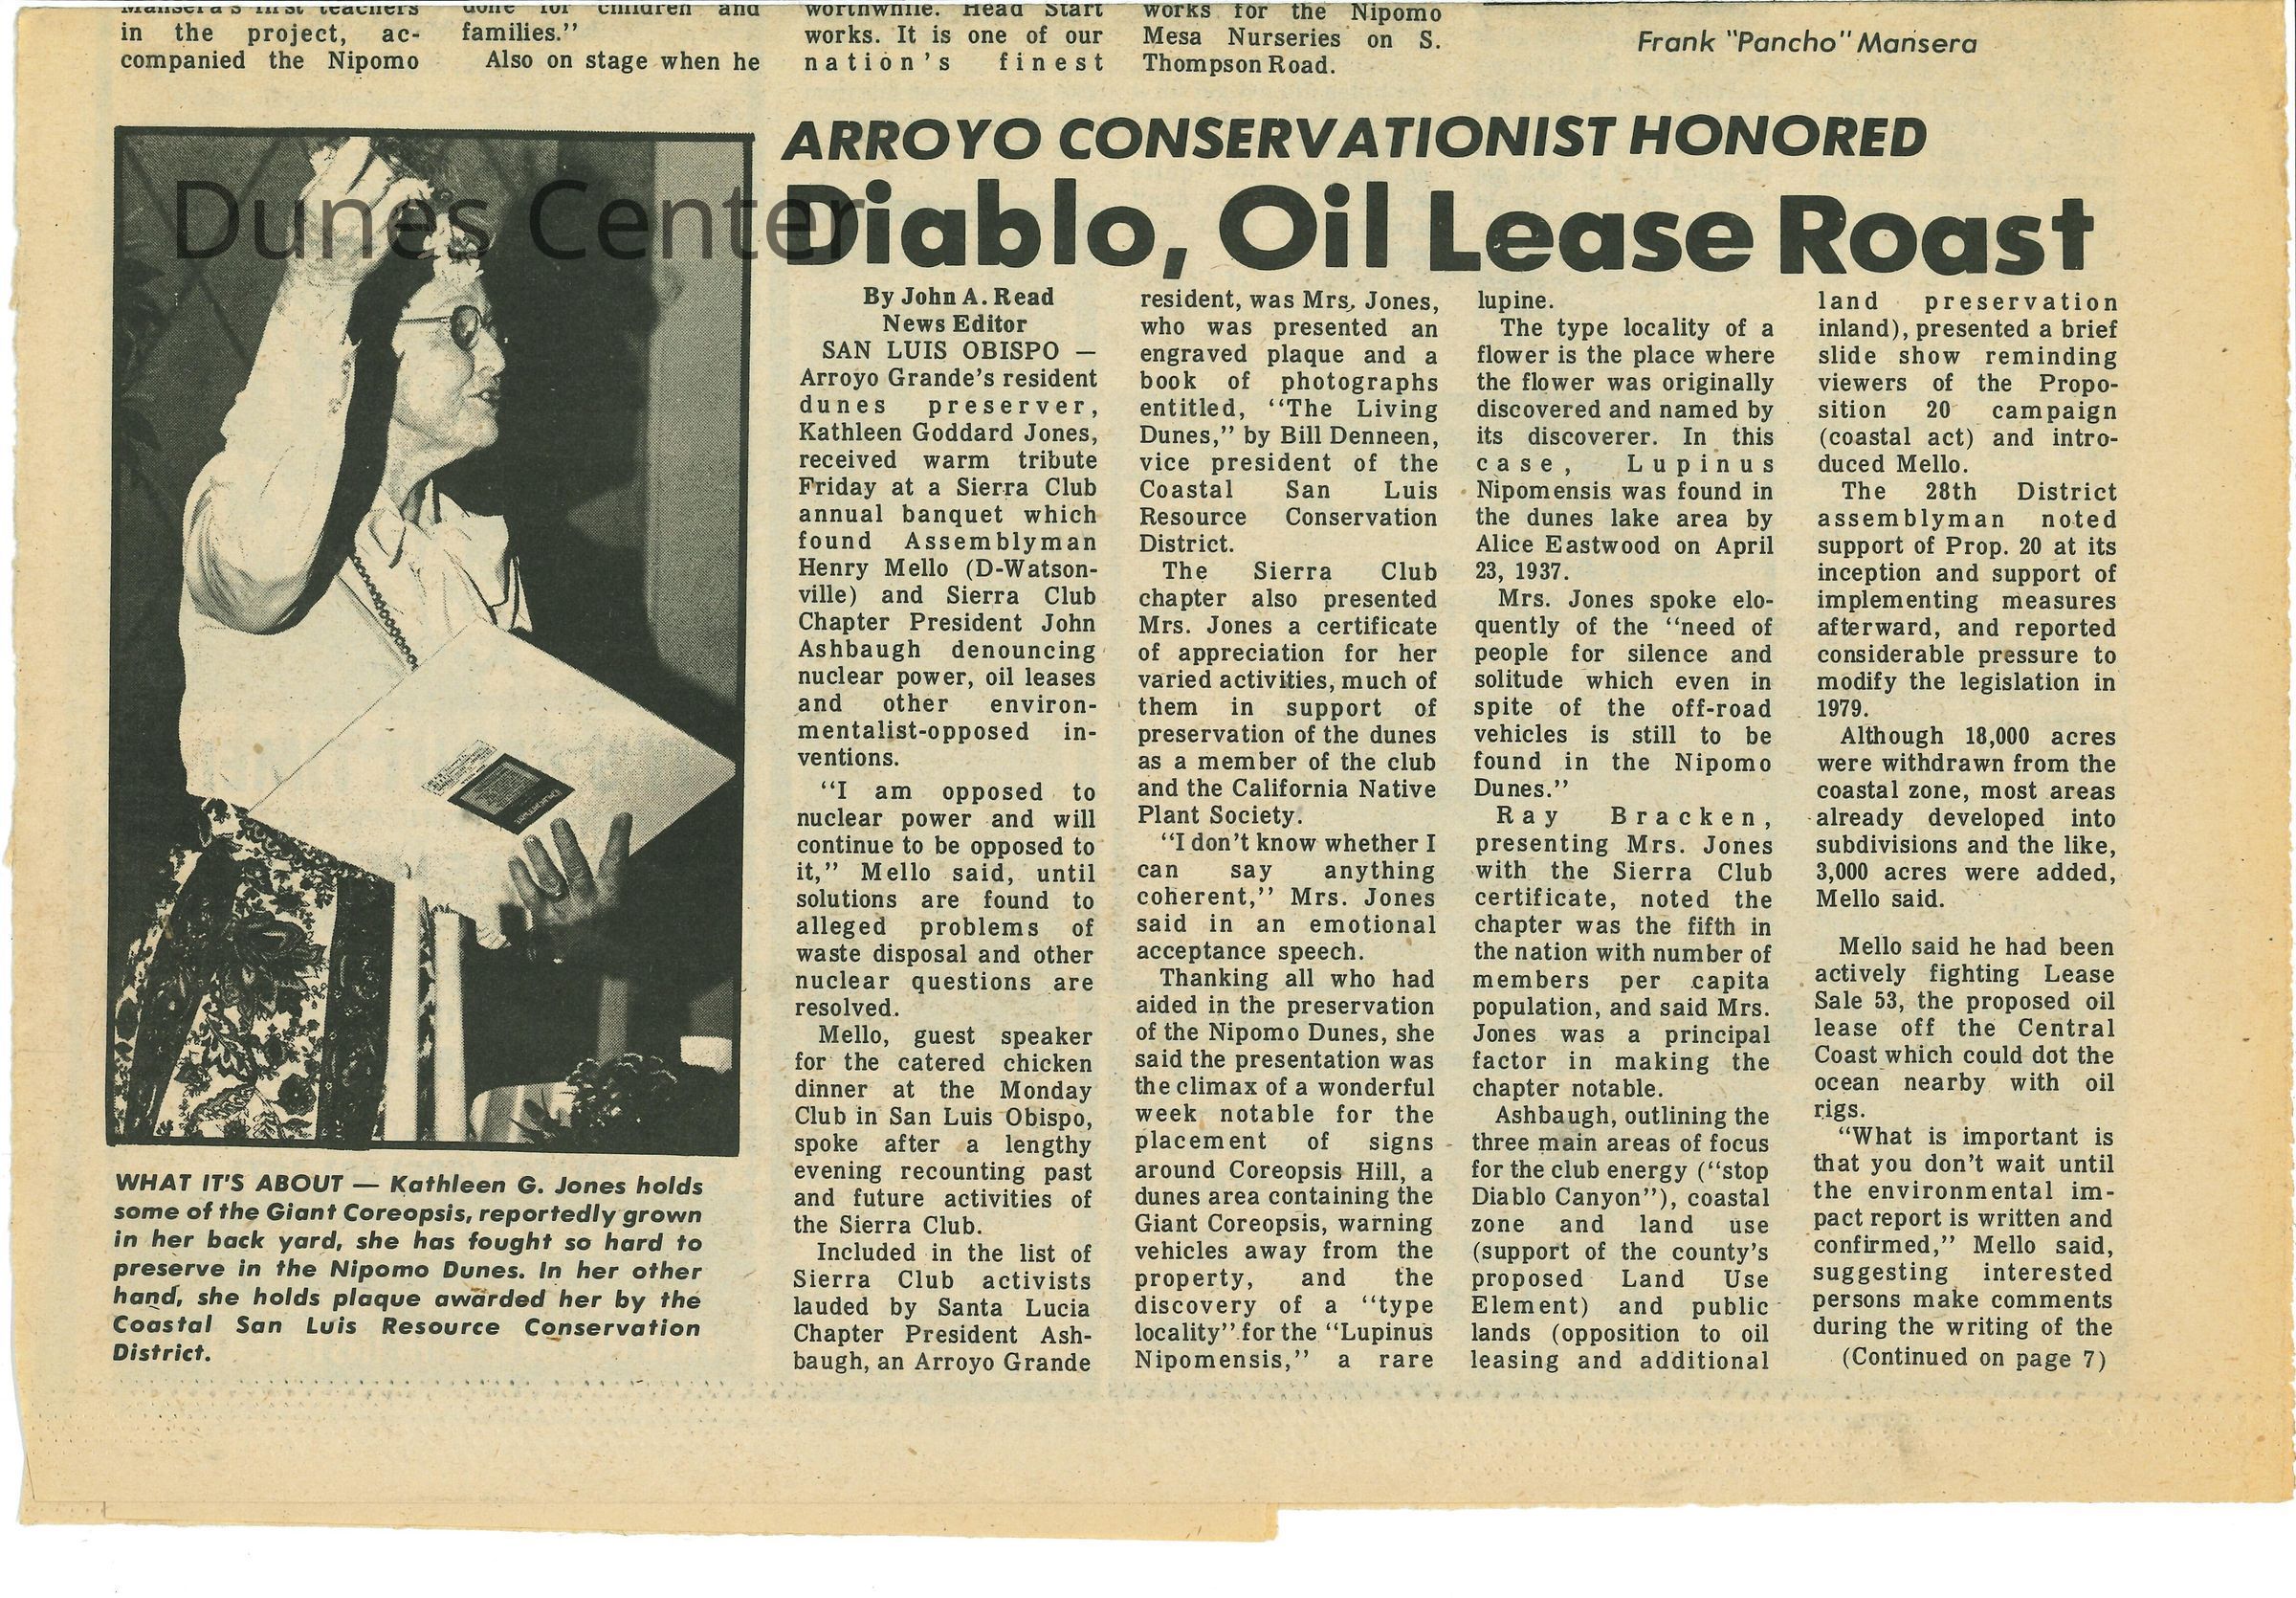 Mansera's first teachers
in the project, ac-
companied the Nipomo
done for children and
families."
Also on stage when he
worthwhile. Head Start
works. It is one of our
nation's finest
works for the Nipomo
Mesa Nurseries on S.
Thompson Road.
Frank "Pancho" Mansera
Dunes Center
ARROYO CONSERVATIONIST HONORED
Diablo, Oil Lease Roast
By John A. Read
News Editor
SAN LUIS OBISPO —
Arroyo Grande's resident
dunes preserver,
Kathleen Goddard Jones,
received warm tribute
Friday at a Sierra Club
annual banquet which
found Assemblyman
Henry Mello (D-Watson-
ville) and Sierra Club
Chapter President John
Ashbaugh denouncing
nuclear power, oil leases
and other environ-
mentalist-opposed in-
ventions.
"I am opposed to
nuclear power and will
continue to be opposed to
it," Mello said, until
solutions are found to
alleged problems of
waste disposal and other
nuclear questions are
resolved.
Mello, guest speaker
for the catered chicken
dinner at the Monday
Club in San Luis Obispo,
spoke after a lengthy
evening recounting past
and future activities of
the Sierra Club.
Included in the list of
Sierra Club activists
lauded by Santa Lucia
Chapter President Ash-
baugh, an Arroyo Grande
resident, was Mrs. Jones,
who was presented an
engraved plaque and a
book of photographs
entitled, "The Living
Dunes," by Bill Denneen,
vice president of the
Coastal San Luis
Resource Conservation
District.
The Sierra Club
chapter also presented
Mrs. Jones a certificate
of appreciation for her
varied activities, much of
them in support of
preservation of the dunes
as a member of the club
and the California Native
Plant Society.
"I don't know whether I
can say anything
coherent," Mrs. Jones
said in an emotional
acceptance speech.
Thanking all who had
aided in the preservation
of the Nipomo Dunes, she
said the presentation was
the climax of a wonderful
week notable for the
placement of signs
around Coreopsis Hill, a
dunes area containing the
Giant Coreopsis, warning
vehicles away from the
property, and the
discovery of a "type
locality" for the "Lupinus
Nipomensis," a rare
lupine.
The type locality of a
flower is the place where
the flower was originally
discovered and named by
its discoverer. In this
case, Lupinus
Nipomensis was found in
the dunes lake area by
Alice Eastwood on April
23, 1937.
Mrs. Jones spoke elo-
quently of the "need of
people for silence and
solitude which even in
spite of the off-road
vehicles is still to be
found in the Nipomo
Dunes."
Ray Bracken,
presenting Mrs. Jones
with the Sierra Club
certificate, noted the
chapter was the fifth in
the nation with number of
members per capita
population, and said Mrs.
Jones was a principal
factor in making the
chapter notable.
Ashbaugh, outlining the
three main areas of focus
for the club energy ("stop
Diablo Canyon"), coastal
zone and land use
(support of the county's
proposed Land Use
Element) and public
lands (opposition to oil
leasing and additional
land preservation
inland), presented a brief
slide show reminding
viewers of the Propo-
sition 20 campaign
(coastal act) and intro-
duced Mello.
The 28th District
assemblyman noted
support of Prop. 20 at its
inception and support of
implementing measures
afterward, and reported
considerable pressure to
modify the legislation in
1979.
Although 18,000 acres
were withdrawn from the
coastal zone, most areas
already developed into
subdivisions and the like,
3,000 acres were added,
Mello said.
Mello said he had been
actively fighting Lease
Sale 53, the proposed oil
lease off the Central
Coast which could dot the
ocean nearby with oil
rigs.
"What is important is
that you don't wait until
the environmental im-
pact report is written and
confirmed," Mello said,
suggesting interested
persons make comments
during the writing of the
(Continued on page 7)
WHAT IT'S ABOUT — Kathleen G. Jones holds
some of the Giant Coreopsis, reportedly grown
in her back yard, she has fought so hard to
preserve in the Nipomo Dunes. In her other
hand, she holds plaque awarded her by the
Coastal San Luis Resource Conservation
District.